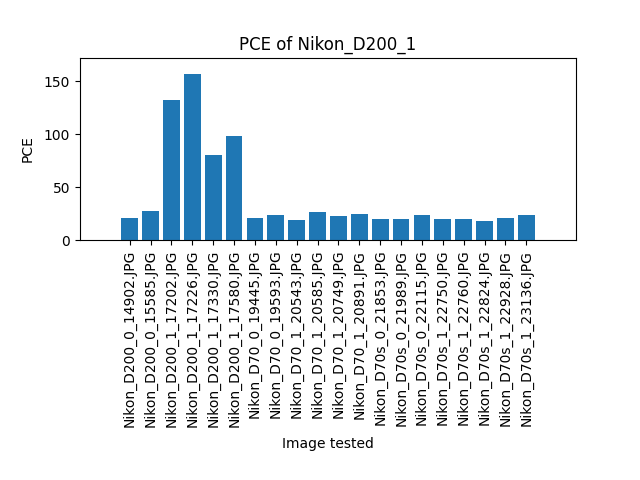 PCE of Nikon_D200_1
PCE
150
100
50
0
Nikon_D200_0_14902.JPG
Nikon_D200_0_15585.JPG
Nikon_D200_1_17202.JPG
Nikon_D200_1_17226.JPG
Nikon_D200_1_17330.JPG
Nikon_D200_1_17580.JPG
Nikon_D70_0_19445.JPG
Nikon_D70_0_19593.JPG
Nikon_D70_1_20543.JPG
Nikon_D70_1_20585.JPG
Nikon_D70_1_20749.JPG
Nikon_D70_1_20891.JPG
Nikon_D70s_0_21853.JPG
Nikon_D70s_0_21989.JPG
Nikon_D70s_0_22115.JPG
Nikon_D70s_1_22750.JPG
Nikon_D70s_1_22760.JPG
Nikon_D70s_1_22824.JPG
Nikon_D70s_1_22928.JPG
Nikon_D70s_1_23136.JPG
Image tested